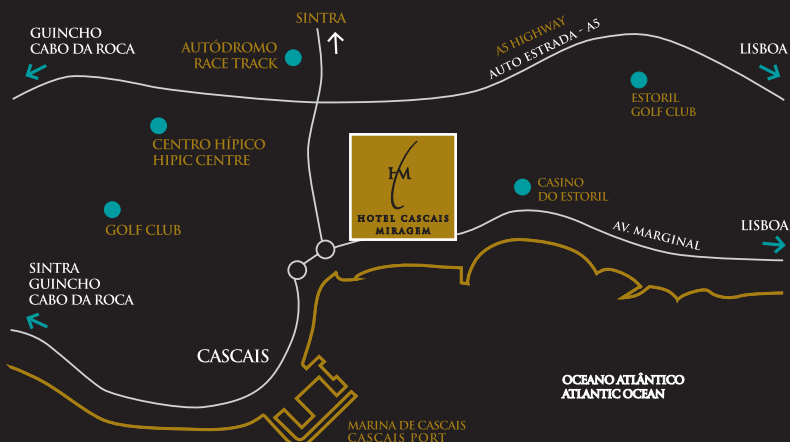 SINTRA
GUINCHO
CABO DA ROCA
AUTÓDROMO
RACE TRACK
A5 HIGHWAY
AUTO ESTRADA - A5
LISBOA
ESTORIL
GOLF CLUB
CENTRO HÍPICO
HIPIC CENTRE
HM
HOTEL CASCAIS
MIRAGEM
CASINO
DO ESTORIL
GOLF CLUB
AV. MARGINAL
LISBOA
SINTRA
GUINCHO
CABO DA ROCA
CASCAIS
OCEANO ATLÂNTICO
ATLANTIC OCEAN
MARINA DE CASCAIS
CASCAIS PORT